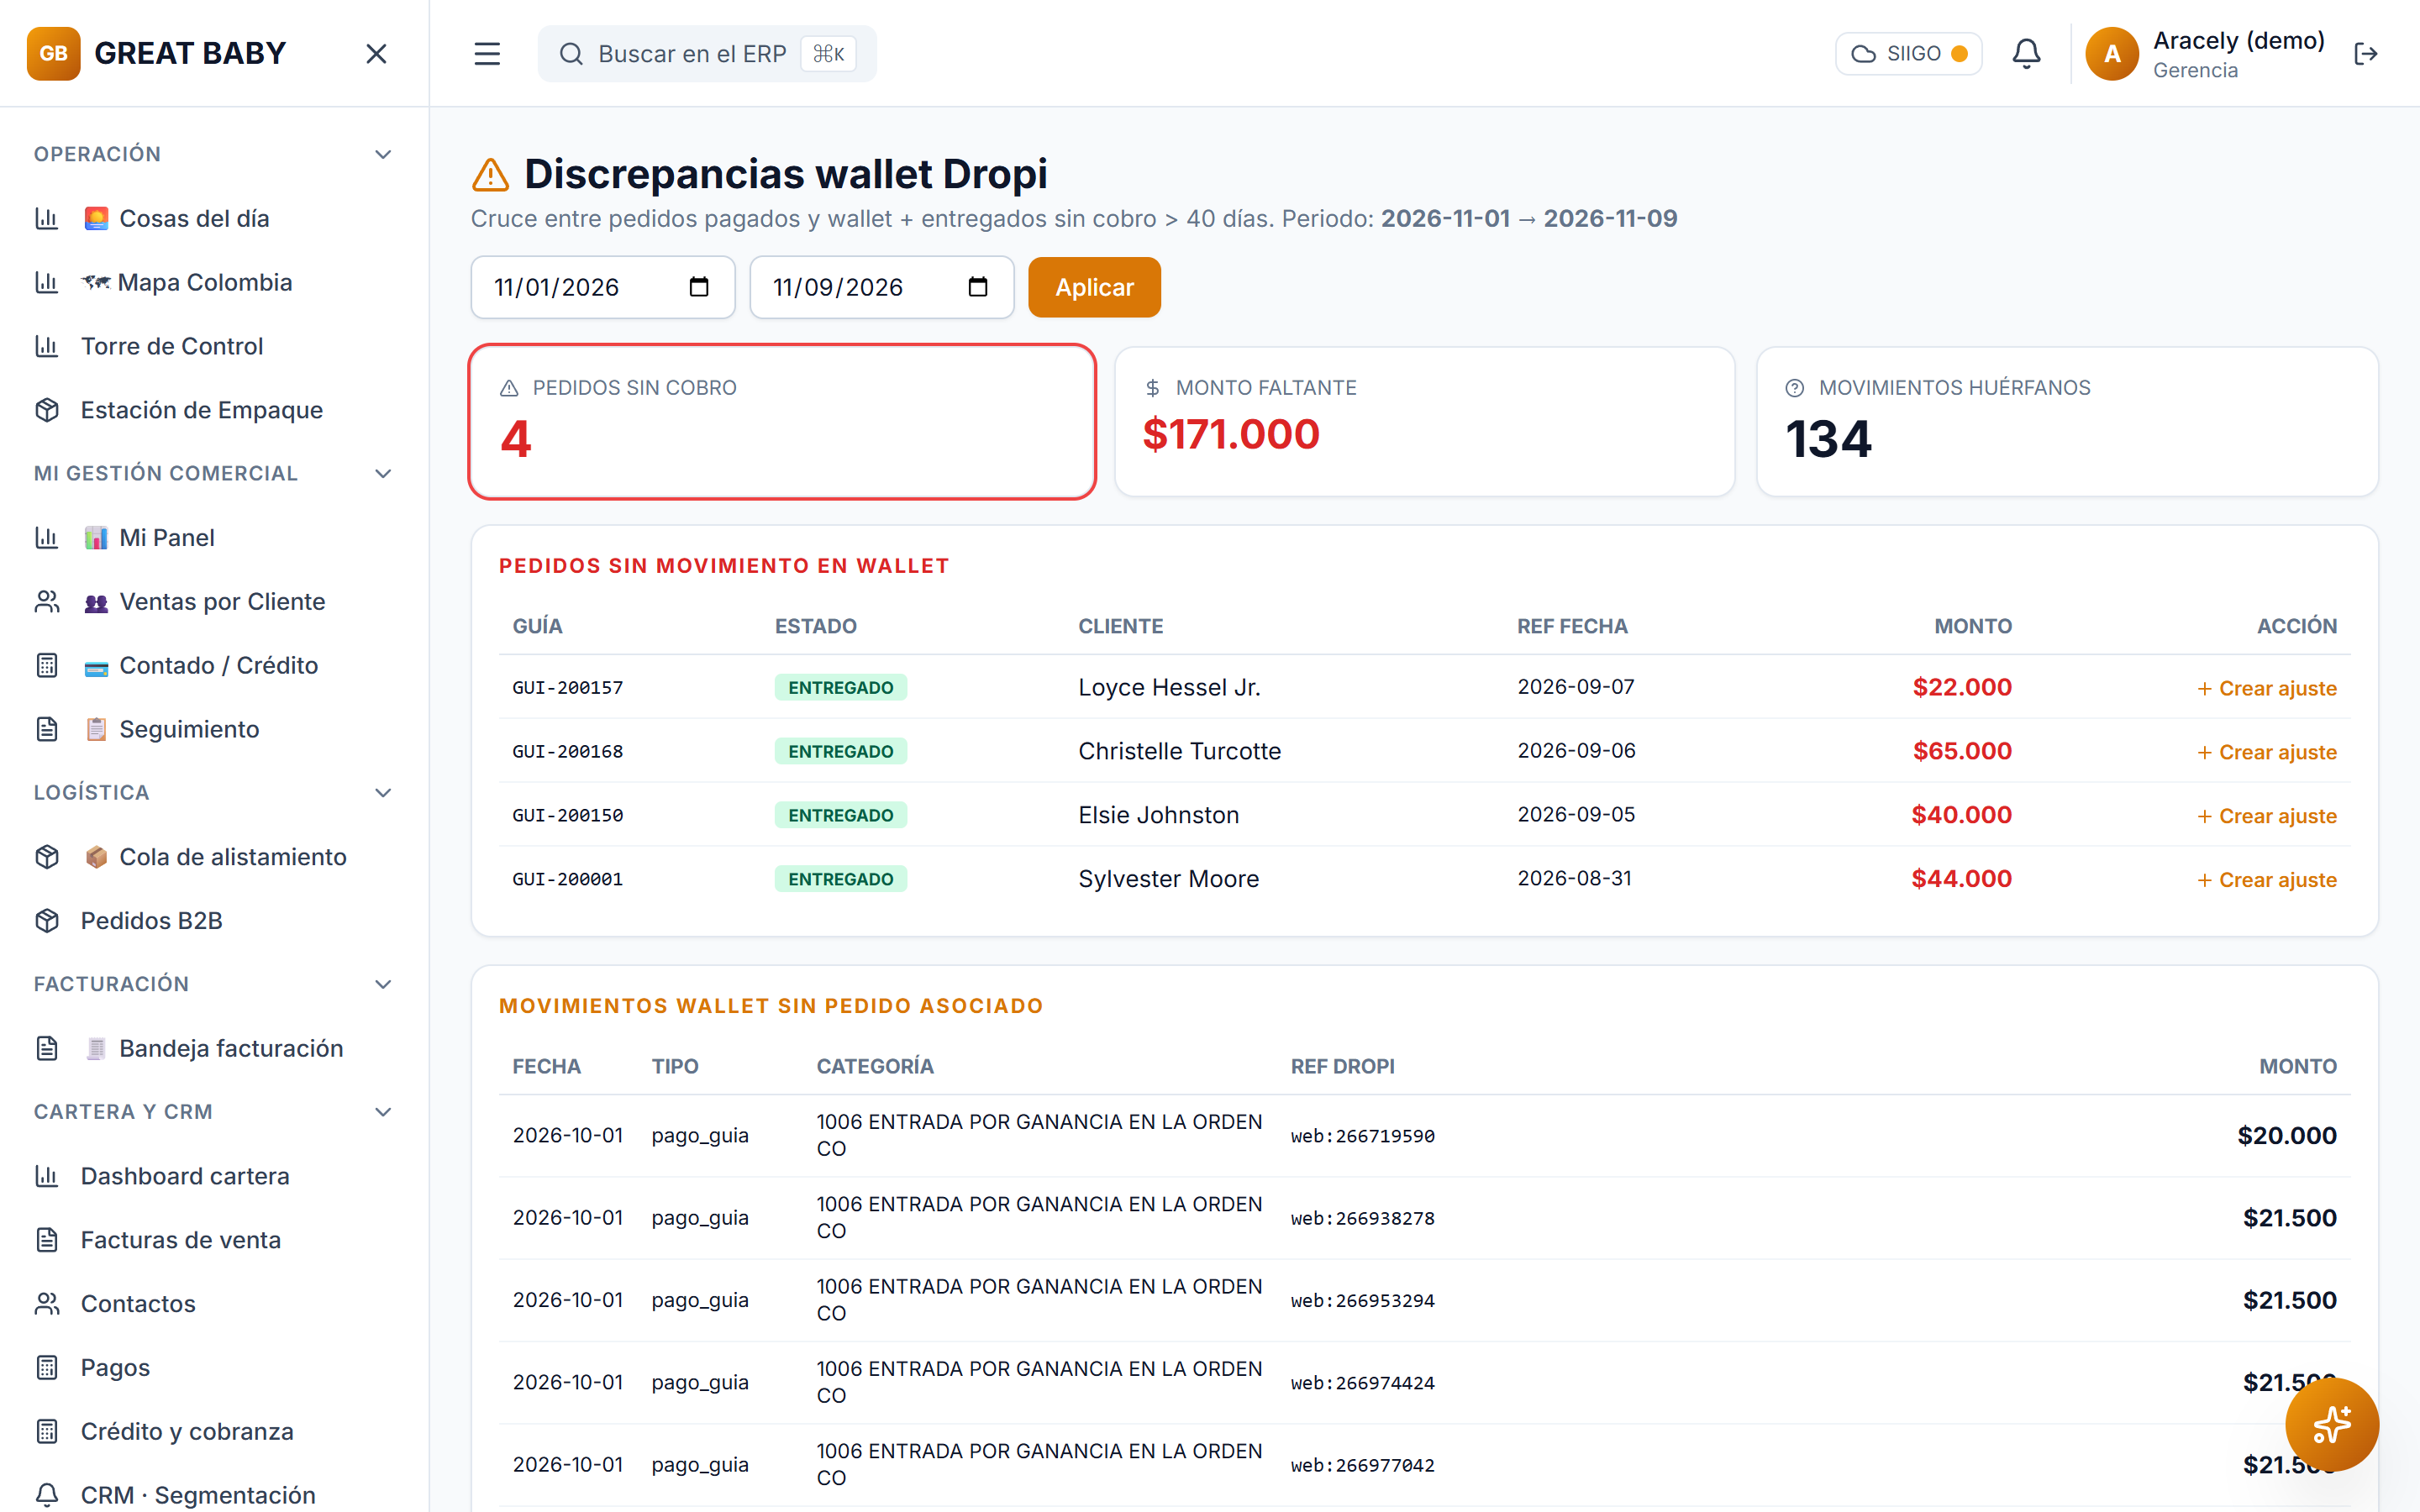 GB GREAT BABY
Buscar en el ERP ⌘K
SIIGO
A
Aracely (demo)
Gerencia
OPERACIÓN
Cosas del día
Mapa Colombia
Torre de Control
Estación de Empaque
MI GESTIÓN COMERCIAL
Mi Panel
Ventas por Cliente
Contado / Crédito
Seguimiento
LOGÍSTICA
Cola de alistamiento
Pedidos B2B
FACTURACIÓN
Bandeja facturación
CARTERA Y CRM
Dashboard cartera
Facturas de venta
Contactos
Pagos
Crédito y cobranza
CRM · Segmentación
Discrepancias wallet Dropi
Cruce entre pedidos pagados y wallet + entregados sin cobro > 40 días. Periodo: 2026-11-01 → 2026-11-09
11/01/2026 11/09/2026 Aplicar
PEDIDOS SIN COBRO
4
$ MONTO FALTANTE
$171.000
MOVIMIENTOS HUÉRFANOS
134
PEDIDOS SIN MOVIMIENTO EN WALLET
GUÍA ESTADO CLIENTE REF FECHA MONTO ACCIÓN
GUI-200157 ENTREGADO Loyce Hessel Jr. 2026-09-07 $22.000 + Crear ajuste
GUI-200168 ENTREGADO Christelle Turcotte 2026-09-06 $65.000 + Crear ajuste
GUI-200150 ENTREGADO Elsie Johnston 2026-09-05 $40.000 + Crear ajuste
GUI-200001 ENTREGADO Sylvester Moore 2026-08-31 $44.000 + Crear ajuste
MOVIMIENTOS WALLET SIN PEDIDO ASOCIADO
FECHA TIPO CATEGORÍA REF DROPI MONTO
2026-10-01 pago_guia 1006 ENTRADA POR GANANCIA EN LA ORDEN CO web:266719590 $20.000
2026-10-01 pago_guia 1006 ENTRADA POR GANANCIA EN LA ORDEN CO web:266938278 $21.500
2026-10-01 pago_guia 1006 ENTRADA POR GANANCIA EN LA ORDEN CO web:266953294 $21.500
2026-10-01 pago_guia 1006 ENTRADA POR GANANCIA EN LA ORDEN CO web:266974424
2026-10-01 pago_guia 1006 ENTRADA POR GANANCIA EN LA ORDEN CO web:266977042